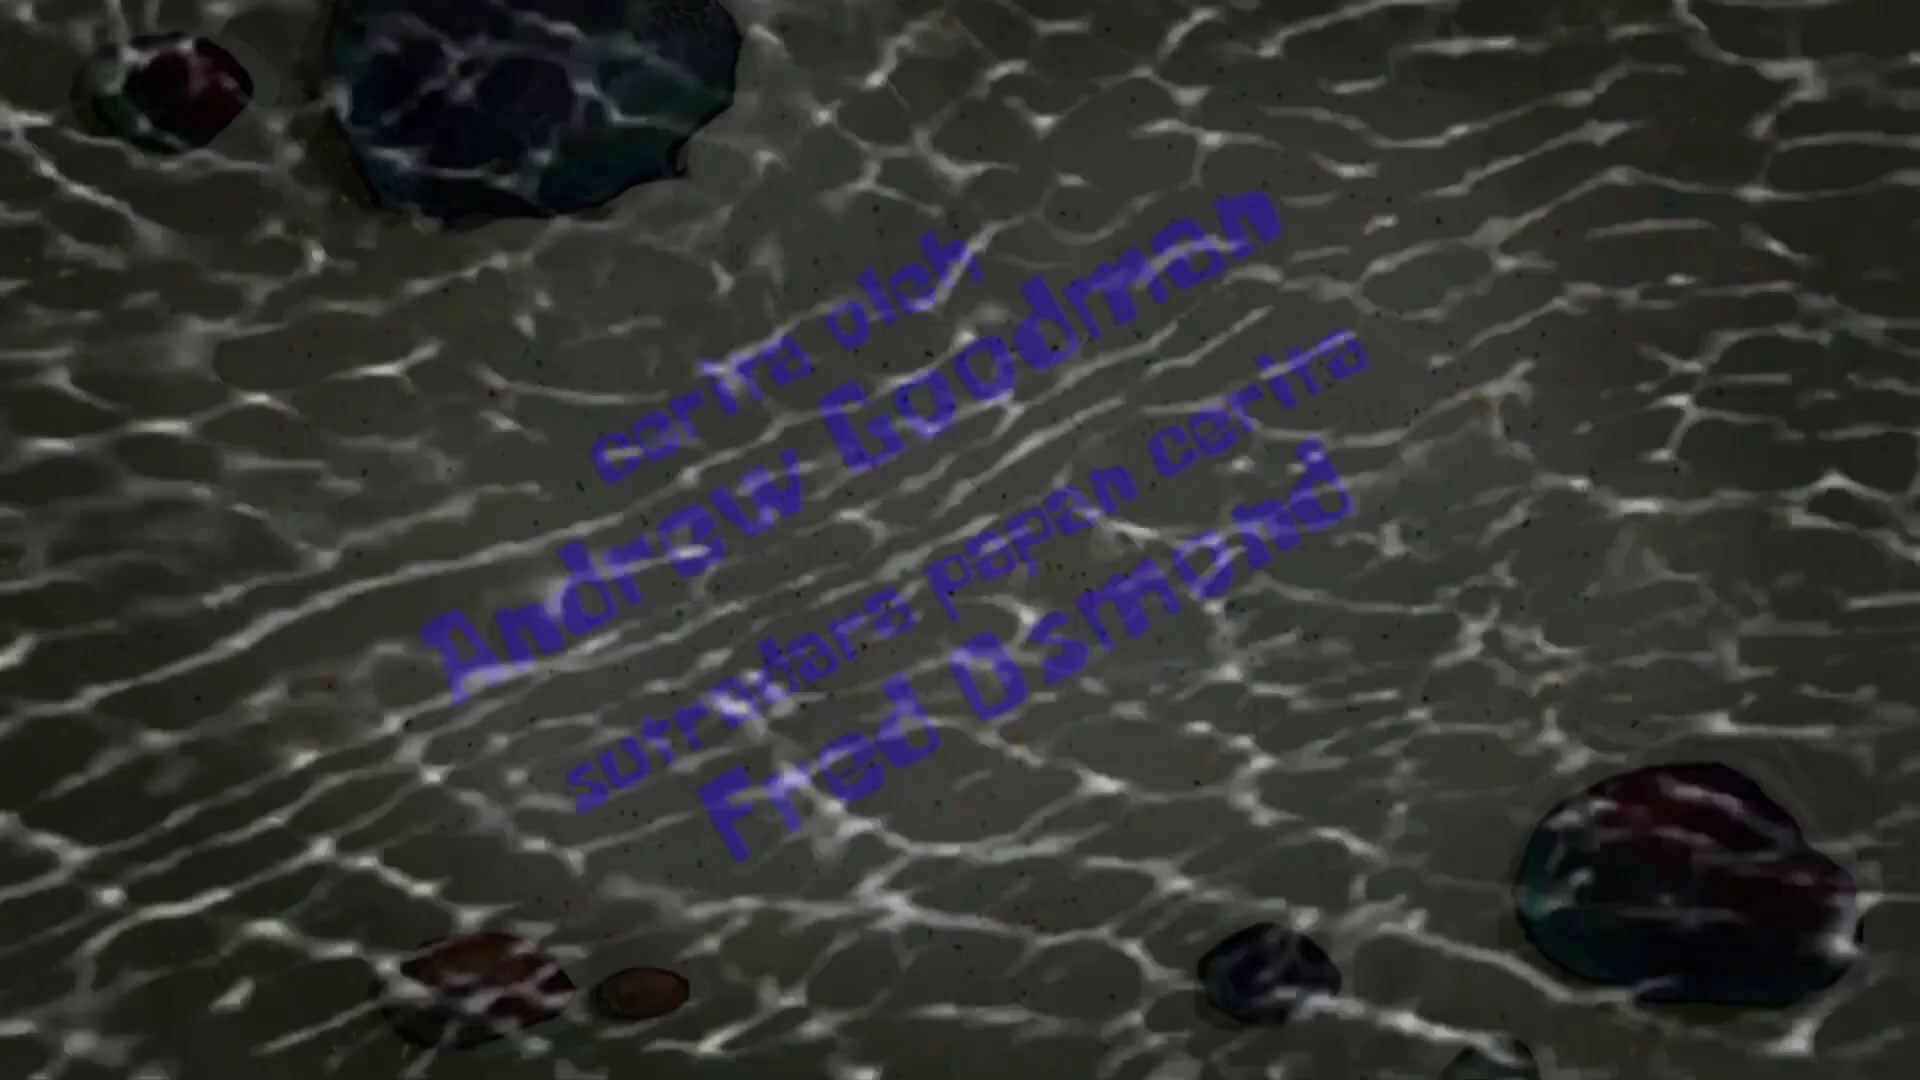 cerita oleh
Andrew Goodman
sutradara papan cerita
Fred Osmond